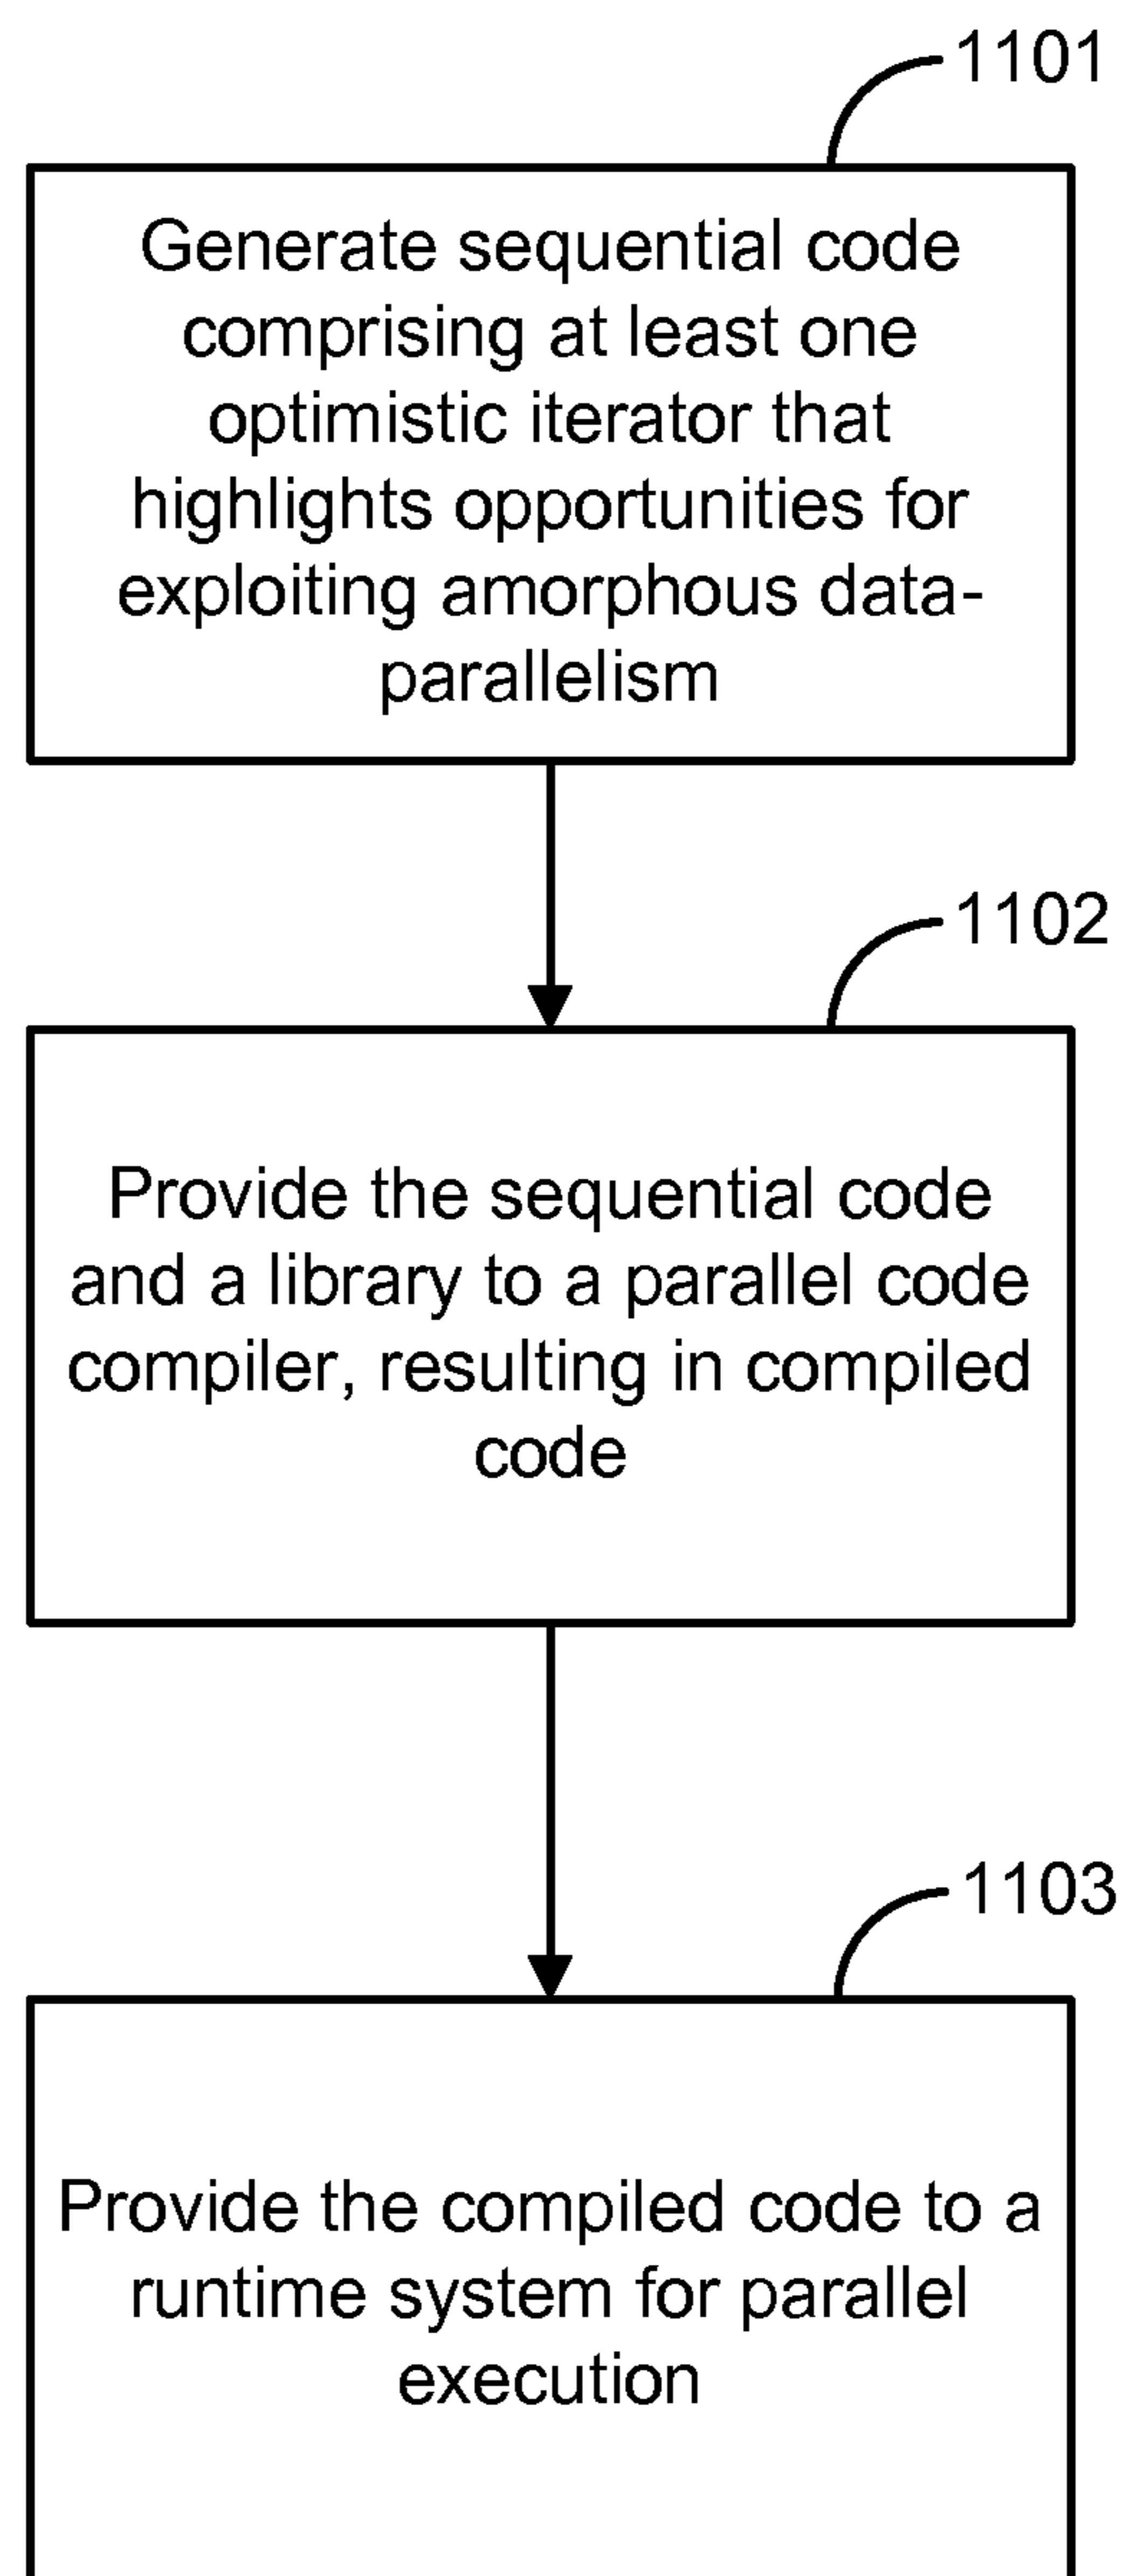 1101
Generate sequential code
comprising at least one
optimistic iterator that
highlights opportunities for
exploiting amorphous data-
parallelism
1102
Provide the sequential code
and a library to a parallel code
compiler, resulting in compiled
code
1103
Provide the compiled code to a
runtime system for parallel
execution